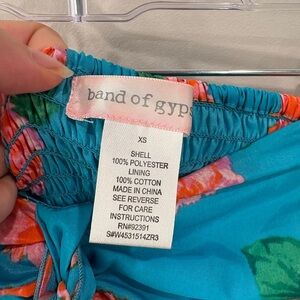 band of gyps
XS
SHELL
100% POLYESTER
LINING
100% COTTON
MADE IN CHINA
SEE REVERSE
FOR CARE
INSTRUCTIONS
RN#92391
S#W4531514ZR3